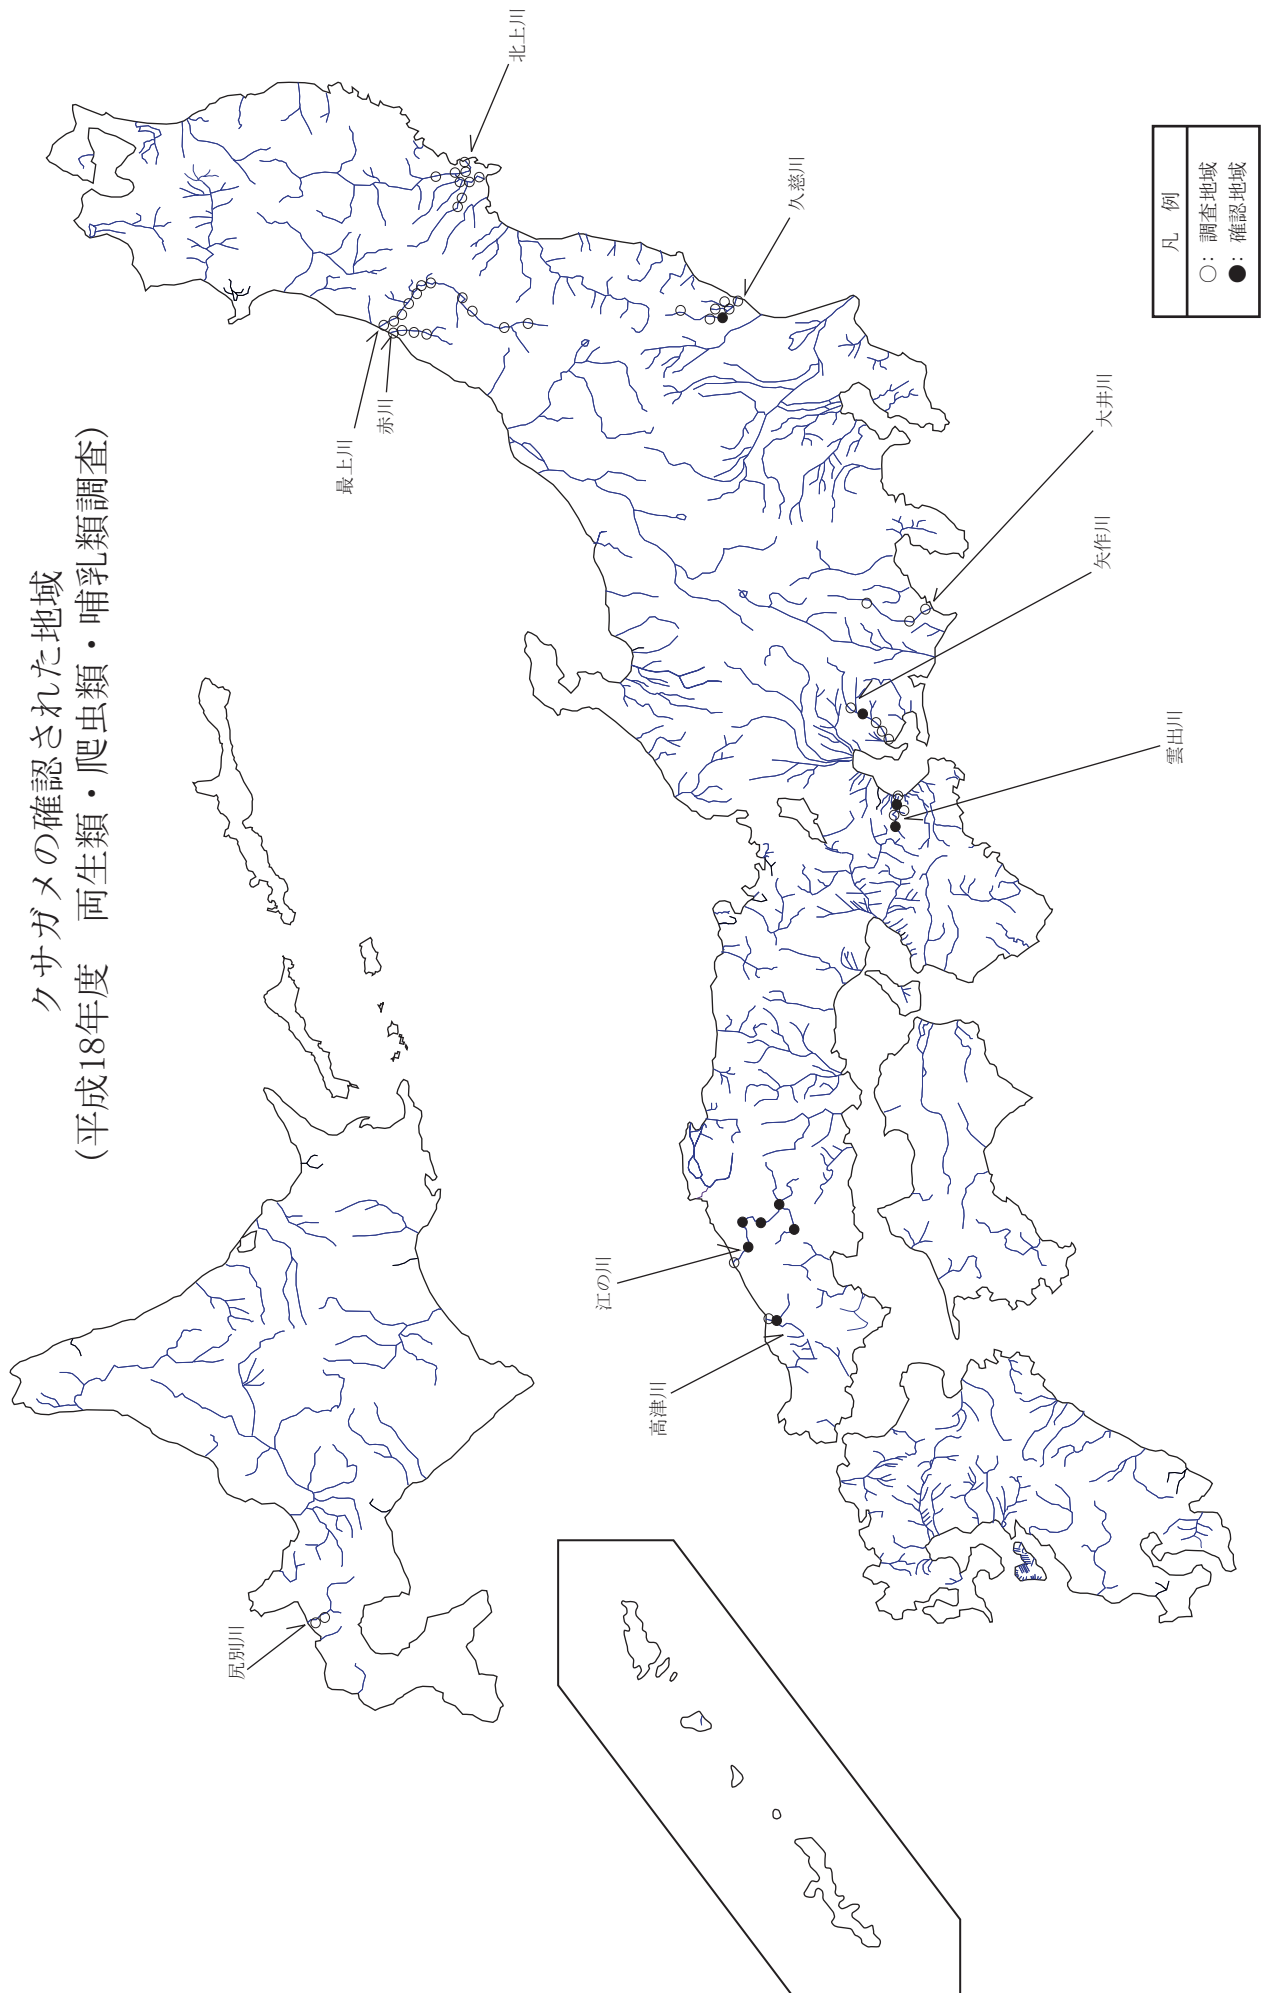 クサガメの確認された地域
(平成18年度　両生類・爬虫類・哺乳類調査)
北上川
久慈川
最上川
赤川
大井川
矢作川
雲出川
江の川
高津川
尻別川
凡　例
○：調査地域
●：確認地域